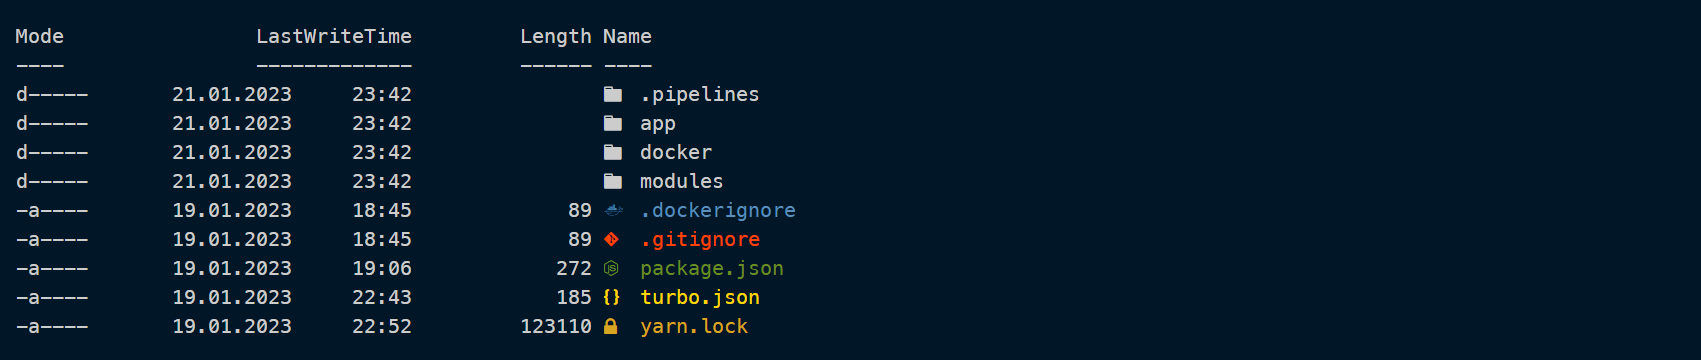 Mode LastWriteTime Length Name
---- ------------- ------ ----
d----- 21.01.2023 23:42 .pipelines
d----- 21.01.2023 23:42 app
d----- 21.01.2023 23:42 docker
d----- 21.01.2023 23:42 modules
-a---- 19.01.2023 18:45 89 .dockerignore
-a---- 19.01.2023 18:45 89 .gitignore
-a---- 19.01.2023 19:06 272 package.json
-a---- 19.01.2023 22:43 185 {} turbo.json
-a---- 19.01.2023 22:52 123110 yarn.lock